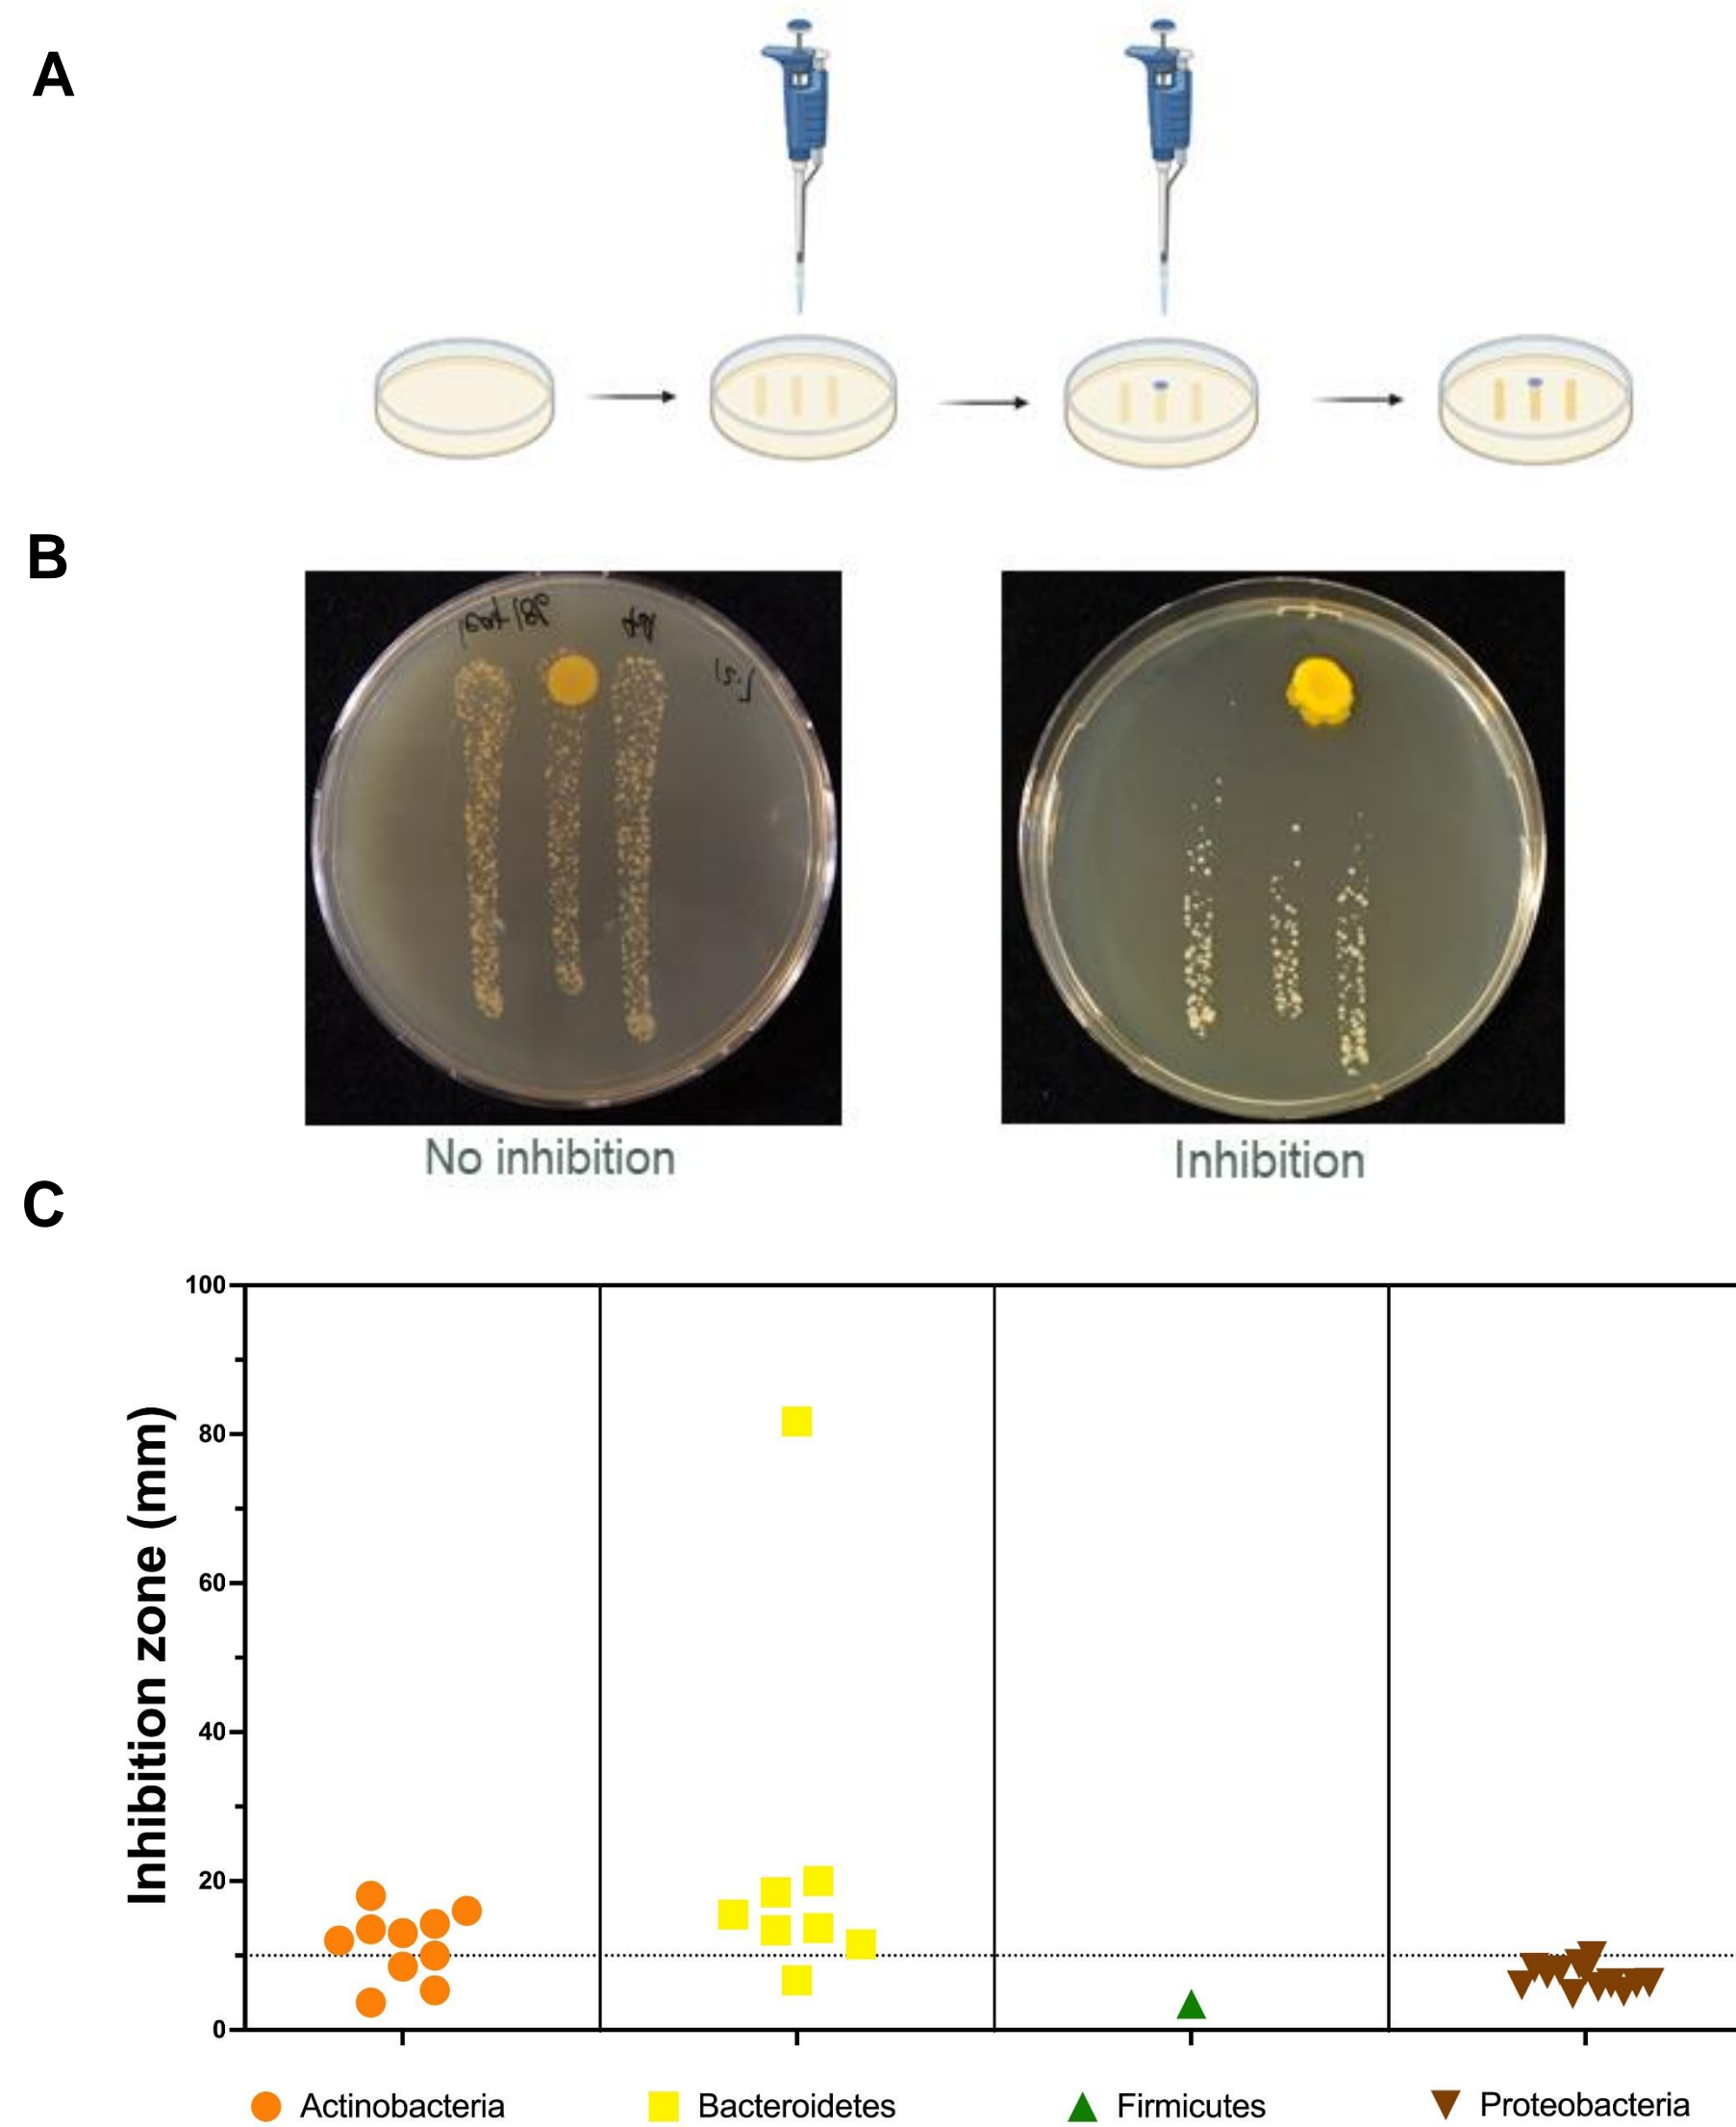 A
B
No inhibition
Inhibition
C
Inhibition zone (mm)
100
80
60
40
20
0
Actinobacteria
Bacteroidetes
Firmicutes
Proteobacteria